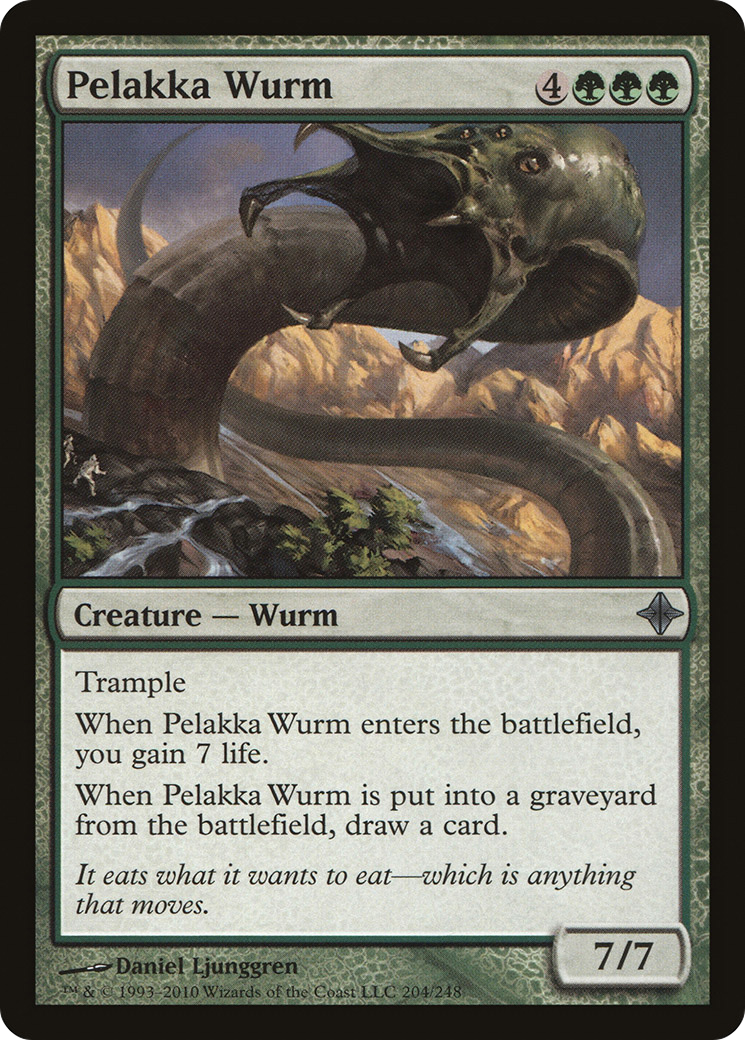 Pelakka Wurm 4
Creature — Wurm
Trample
When Pelakka Wurm enters the battlefield,
you gain 7 life.
When Pelakka Wurm is put into a graveyard
from the battlefield, draw a card.
It eats what it wants to eat—which is anything
that moves.
7/7
Daniel Ljunggren
™ & © 1993–2010 Wizards of the Coast LLC 204/248